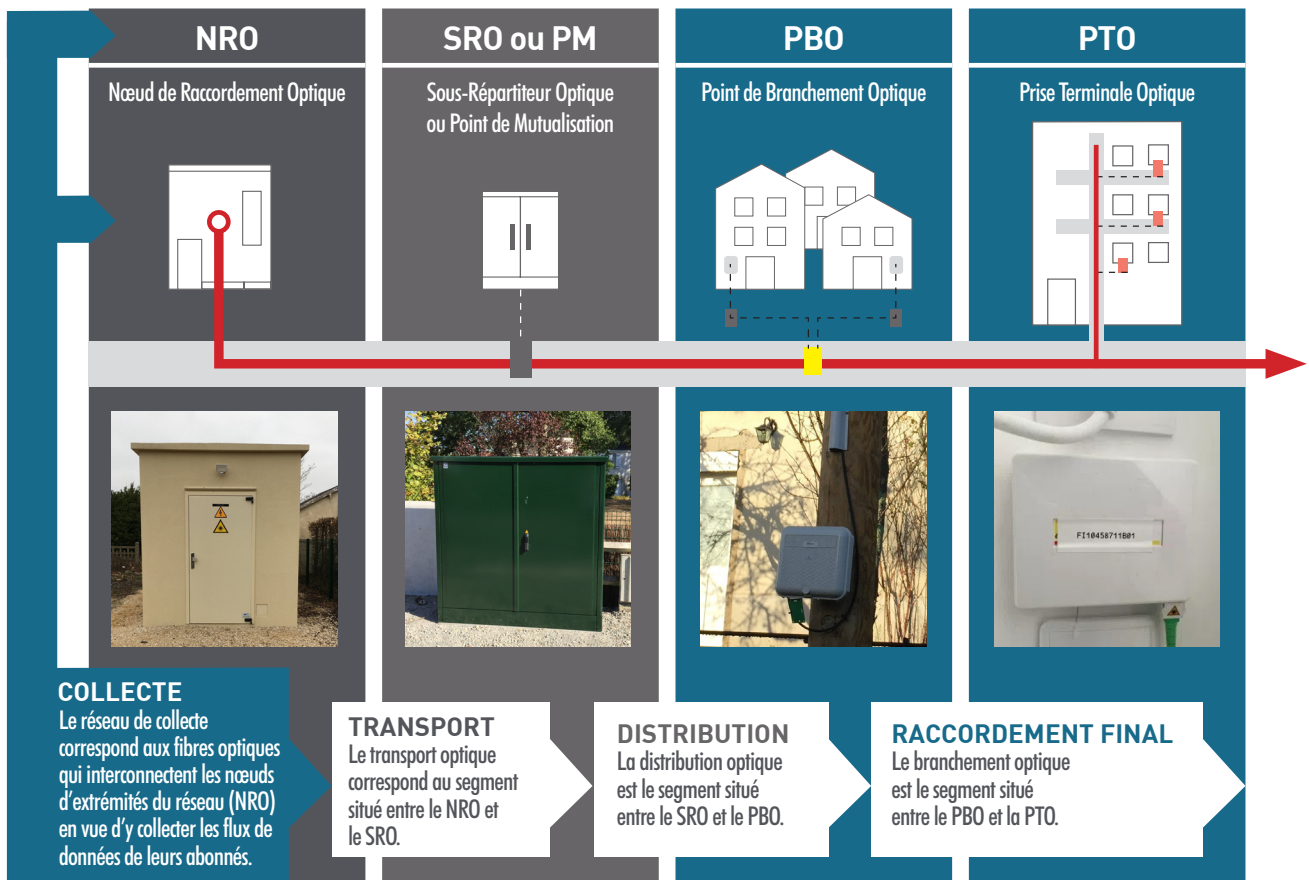 NRO
Nœud de Raccordement Optique
SRO ou PM
Sous-Répartiteur Optique
ou Point de Mutualisation
PBO
Point de Branchement Optique
PTO
Prise Terminale Optique
FI10458711B01
COLLECTE
Le réseau de collecte
correspond aux fibres optiques
qui interconnectent les nœuds
d'extrémités du réseau (NRO)
en vue d'y collecter les flux de
données de leurs abonnés.
TRANSPORT
Le transport optique
correspond au segment
situé entre le NRO et
le SRO.
DISTRIBUTION
La distribution optique
est le segment situé
entre le SRO et le PBO.
RACCORDEMENT FINAL
Le branchement optique
est le segment situé
entre le PBO et la PTO.